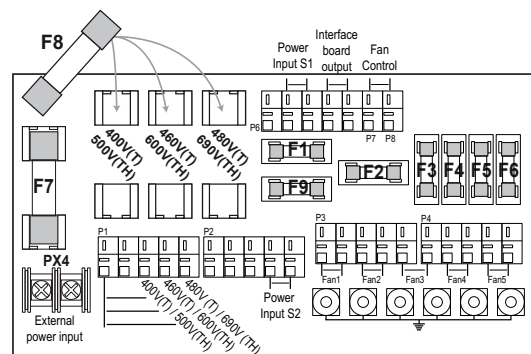 F8
Power
Input S1
Interface
board
output
Fan
Control
400V(T)
500V(TH)
460V(T)
600V(TH)
480V(T)
690V(TH)
P6
P7
P8
F1
F9
F2
F3
F4
F5
F6
F7
PX4
External
power input
P1
P2
400V(T) / 500V(TH)
460V(T) / 600V(TH)
480V(T) / 690V (TH)
Power
Input S2
P3
P4
Fan1
Fan2
Fan3
Fan4
Fan5